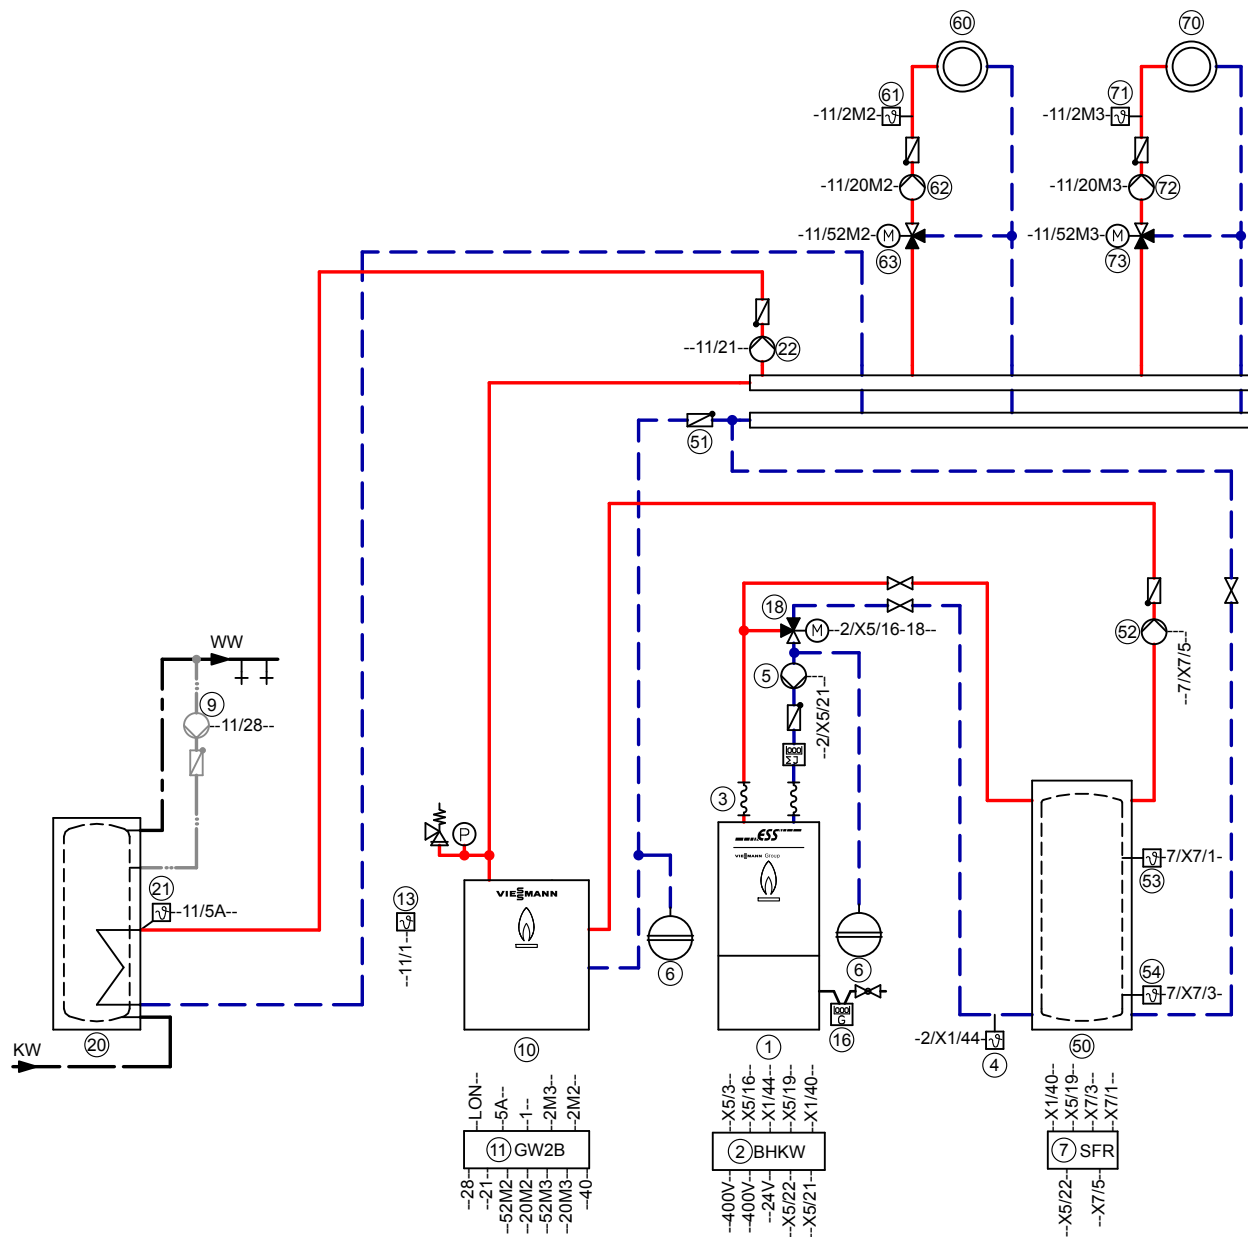 60
70
61
71
-11/2M2-
-11/2M3-
-11/20M2-
62
-11/20M3-
72
-11/52M2-
M
-11/52M3-
M
63
73
--11/21--
22
51
18
M
--2/X5/16-18--
52
--7/X7/5--
5
--2/X5/21--
WW
9
--11/28--
ΣJ
3
P
ESS
VIESMANN Group
VIESMANN
21
--11/5A--
13
--11/1--
7/X7/1-
53
54
7/X7/3-
6
6
G
16
-2/X1/44-
4
KW
20
10
1
50
--LON--
--5A--
--1--
--2M3--
--2M2--
11 GW2B
--28
--21
--52M2
--20M2
--52M3
--20M3
--40
--X5/3--
--X5/16--
--X1/44--
--X5/19--
--X1/40--
2 BHKW
--400V
--400V
--24V
--X5/22
--X5/21
--X1/40--
--X5/19--
--X7/3--
--X7/1--
7 SFR
--X5/22
--X7/5